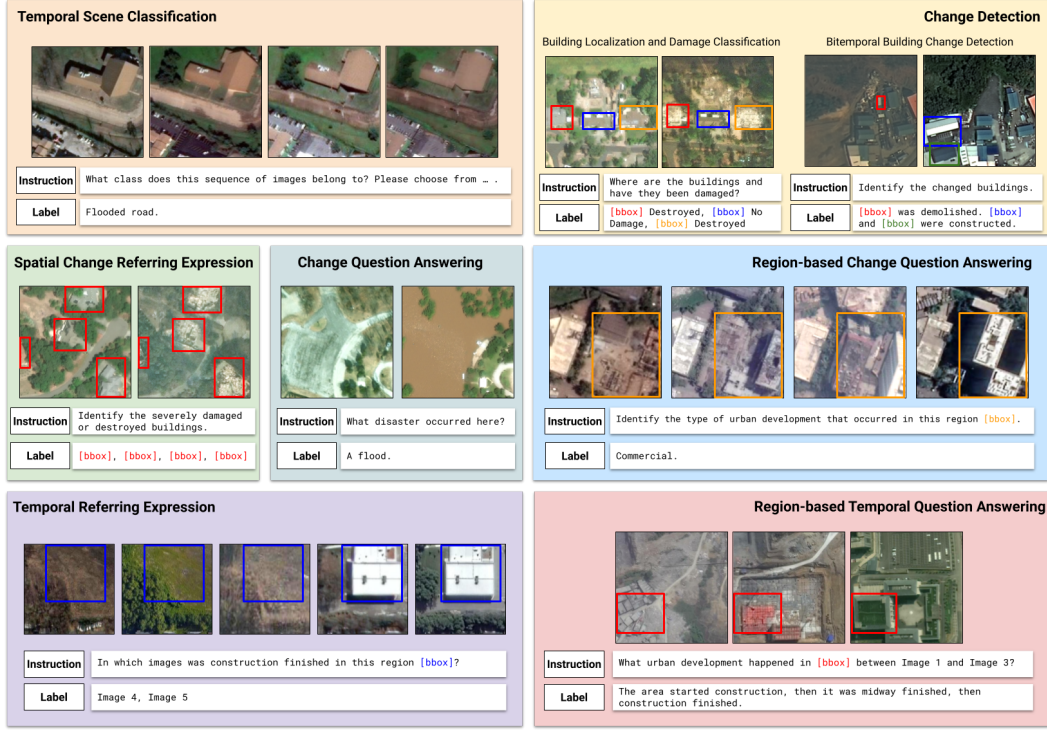 Temporal Scene Classification
Instruction
What class does this sequence of images belong to? Please choose from … .
Label
Flooded road.
Change Detection
Building Localization and Damage Classification
Instruction
Where are the buildings and
have they been damaged?
Label
[bbox] Destroyed, [bbox] No
Damage, [bbox] Destroyed
Bitemporal Building Change Detection
Instruction
Identify the changed buildings.
Label
[bbox] was demolished. [bbox]
and [bbox] were constructed.
Spatial Change Referring Expression
Instruction
Identify the severely damaged
or destroyed buildings.
Label
[bbox], [bbox], [bbox], [bbox]
Change Question Answering
Instruction
What disaster occurred here?
Label
A flood.
Region-based Change Question Answering
Instruction
Identify the type of urban development that occurred in this region [bbox].
Label
Commercial.
Temporal Referring Expression
Instruction
In which images was construction finished in this region [bbox]?
Label
Image 4, Image 5
Region-based Temporal Question Answering
Instruction
What urban development happened in [bbox] between Image 1 and Image 3?
Label
The area started construction, then it was midway finished, then
construction finished.